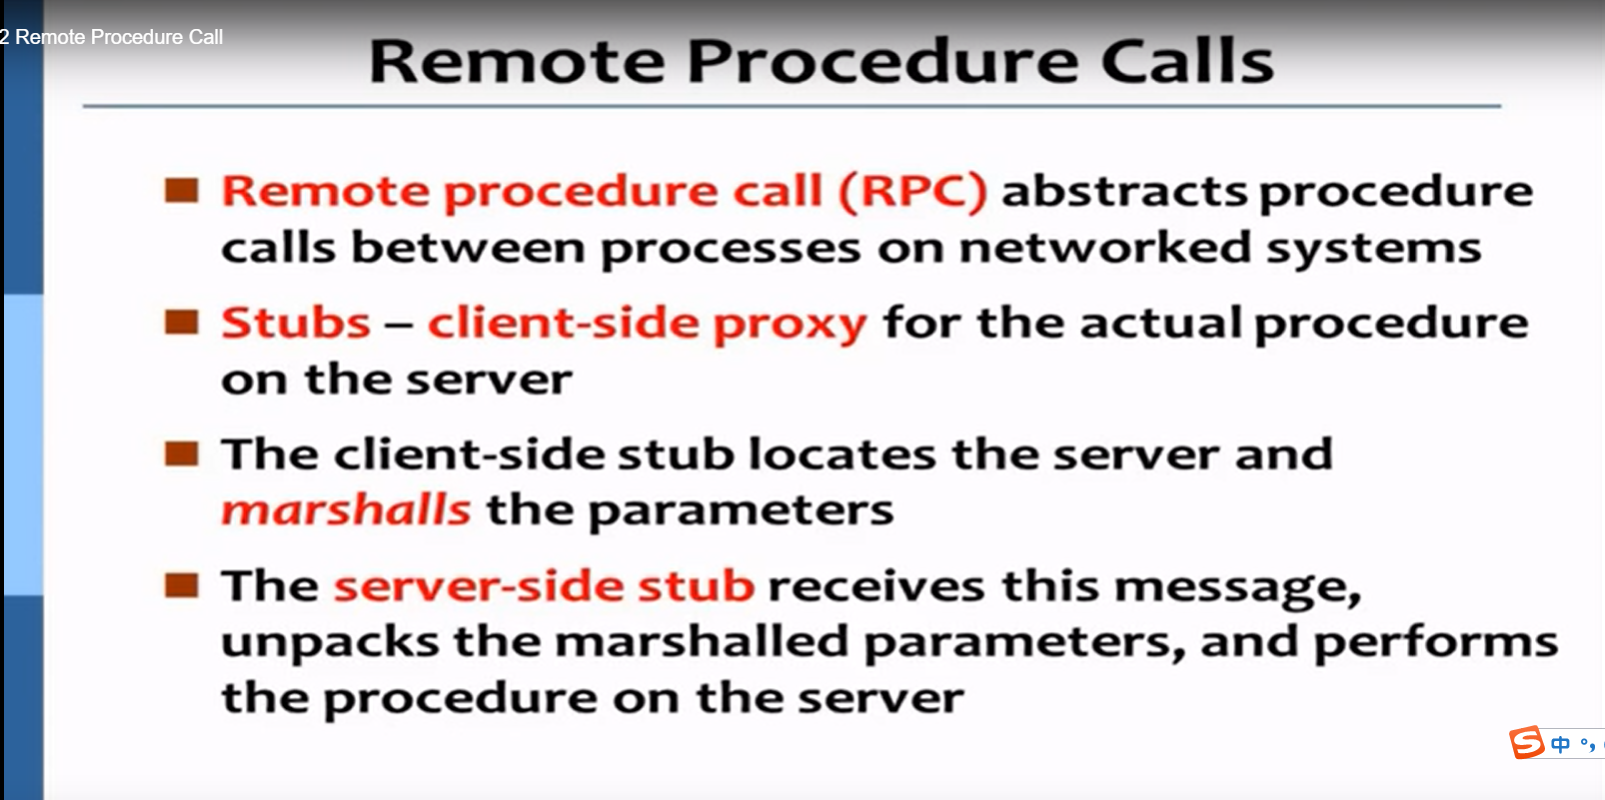 2 Remote Procedure Call
Remote Procedure Calls
Remote procedure call (RPC) abstracts procedure
calls between processes on networked systems
Stubs – client-side proxy for the actual procedure
on the server
The client-side stub locates the server and
marshalls the parameters
The server-side stub receives this message,
unpacks the marshalled parameters, and performs
the procedure on the server
S 中 °,